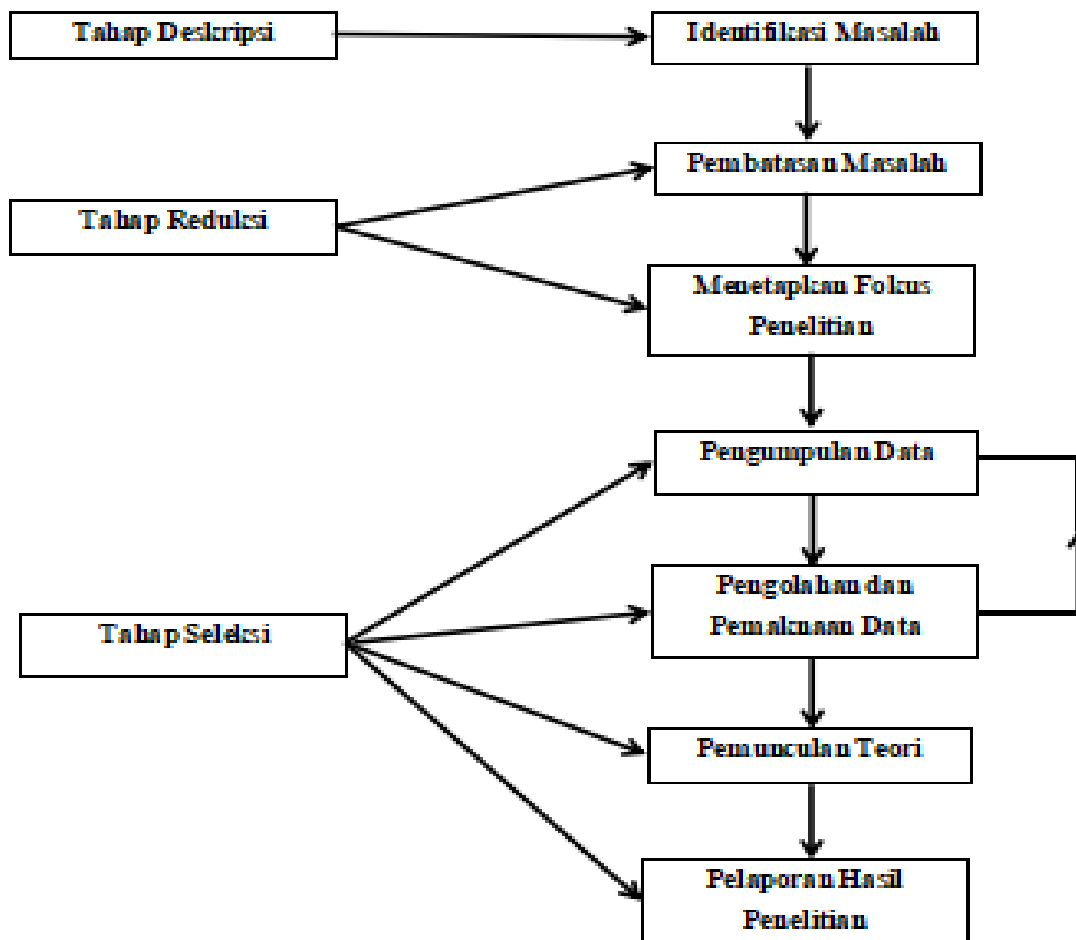 Tahap Deskripsi
Identifikasi Masalah
Pembatasan Masalah
Tahap Reduksi
Menetapkan Fokus
Penelitian
Pengumpulan Data
Pengolahan dan
Pemaknaan Data
Tahap Seleksi
Pemunculan Teori
Pelaporan Hasil
Penelitian